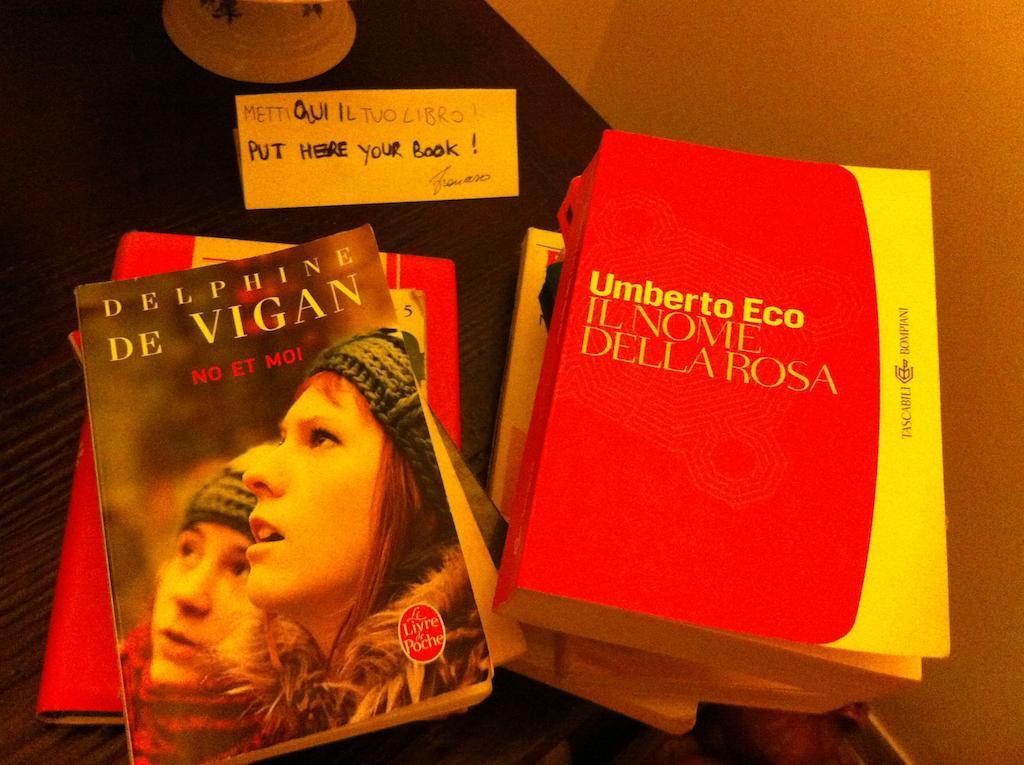 METTI QUI IL TUO LIBRO!
PUT HERE YOUR BOOK!
DELPHINE
DE VIGAN
NO ET MOI
5
Le
Livre
de
Poche
Umberto Eco
IL NOME
DELLA ROSA
TASCABILI BOMPIANI